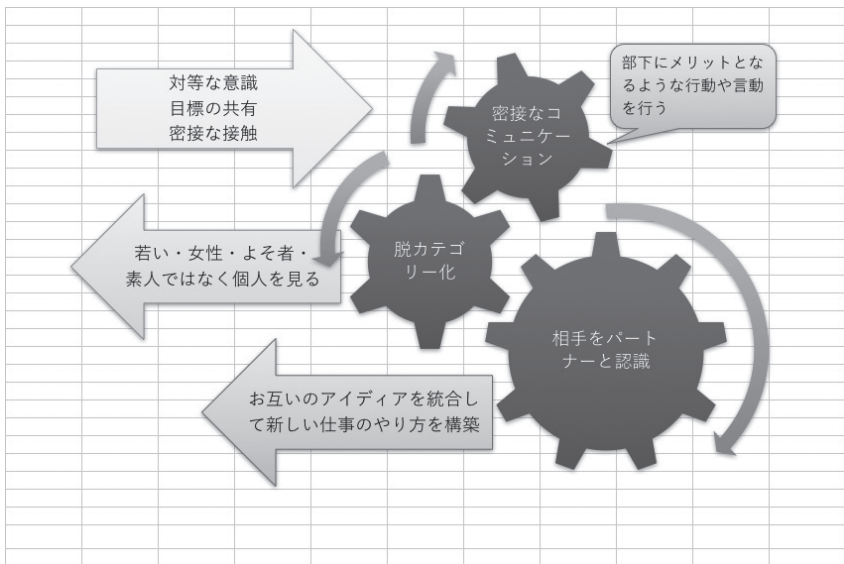 対等な意識
目標の共有
密接な接触
密接なコ
ミュニケー
ション
部下にメリットとな
るような行動や言動
を行う
若い・女性・よそ者・
素人ではなく個人を見る
脱カテゴ
リー化
相手をパート
ナーと認識
お互いのアイディアを統合し
て新しい仕事のやり方を構築